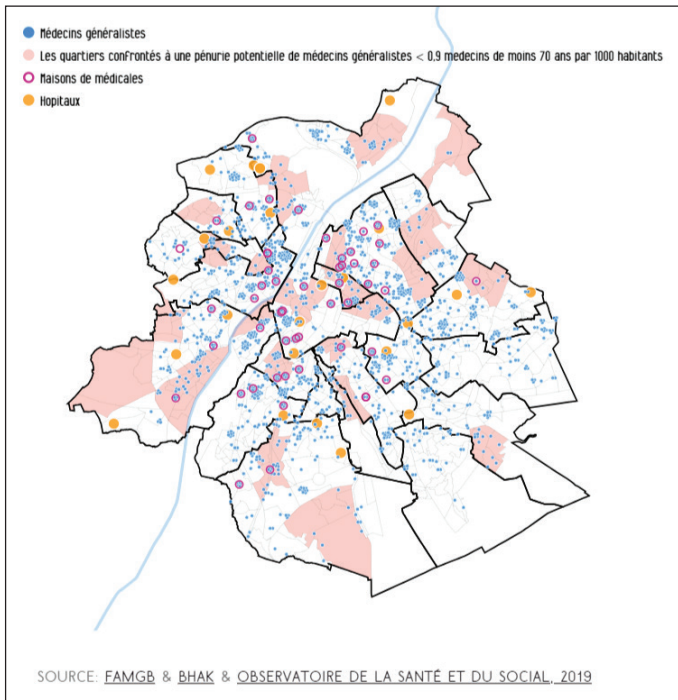 Médecins généralistes
Les quartiers confrontés à une pénurie potentielle de médecins généralistes < 0,9 medecins de moins 70 ans par 1000 habitants
Maisons de médicales
Hopitaux
SOURCE: FAMGB & BHAK & OBSERVATOIRE DE LA SANTÉ ET DU SOCIAL, 2019